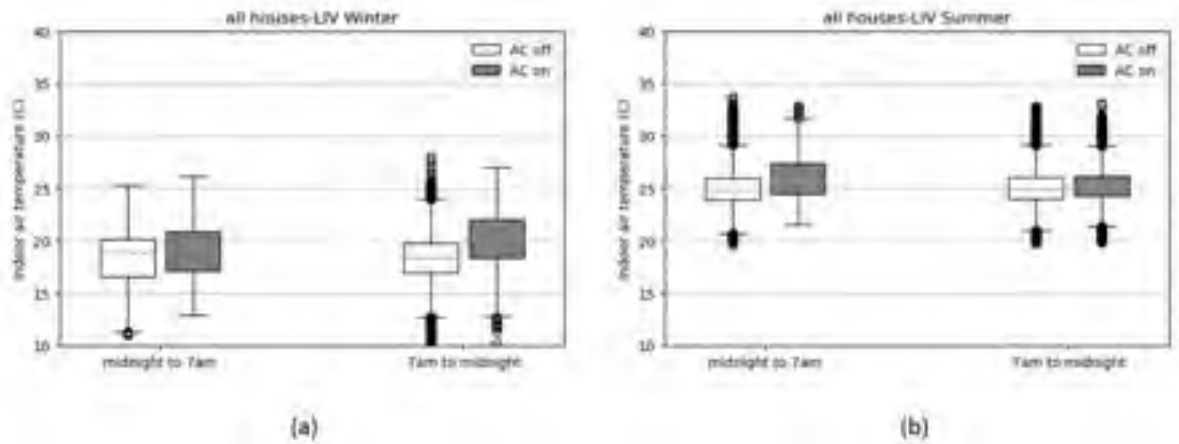 all houses-LIV Winter
40
35
30
25
20
15
10
Indoor air temperature (C)
AC off
AC on
midnight to 7am
7am to midnight
(a)
all houses-LIV Summer
40
35
30
25
20
15
10
Indoor air temperature (C)
AC off
AC on
midnight to 7am
7am to midnight
(b)